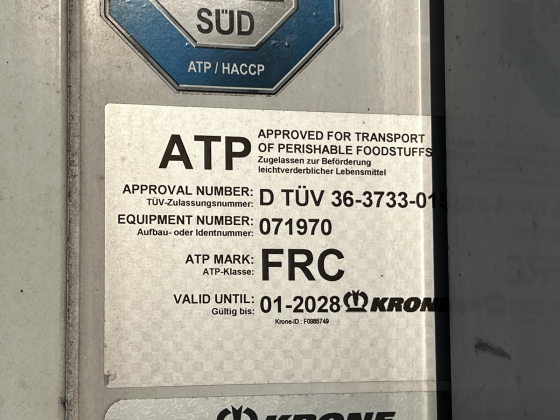 SÜD
ATP / HACCP
ATP
APPROVED FOR TRANSPORT
OF PERISHABLE FOODSTUFFS
Zugelassen zur Beförderung
leichtverderblicher Lebensmittel
APPROVAL NUMBER: D TÜV 36-3733-01
TÜV-Zulassungsnummer:
EQUIPMENT NUMBER: 071970
Aufbau- oder Identnummer:
ATP MARK: FRC
ATP-Klasse:
VALID UNTIL: 01-2028 KRONE
Gültig bis:
Krone-ID : F0985749
KRONE